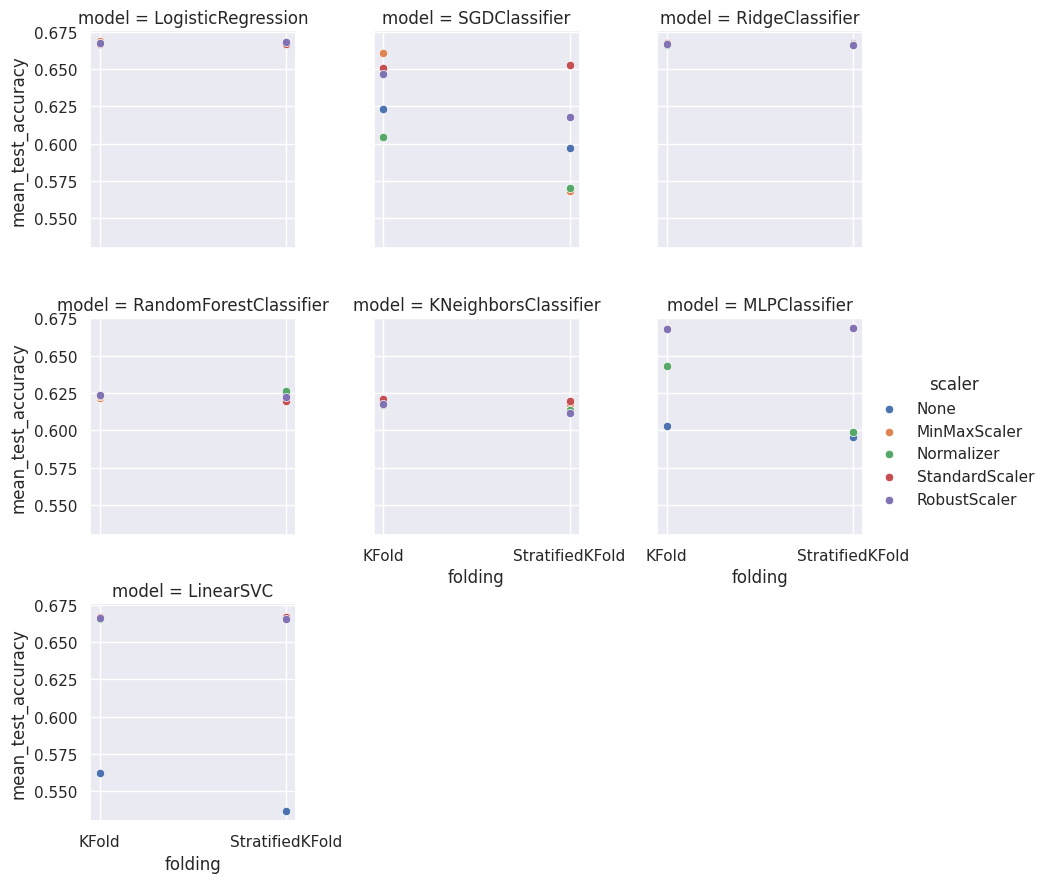 model = LogisticRegression
model = SGDClassifier
model = RidgeClassifier
mean_test_accuracy
0.675
0.650
0.625
0.600
0.575
0.550
model = RandomForestClassifier
model = KNeighborsClassifier
model = MLPClassifier
mean_test_accuracy
0.675
0.650
0.625
0.600
0.575
0.550
KFold
StratifiedKFold
folding
KFold
StratifiedKFold
folding
scaler
None
MinMaxScaler
Normalizer
StandardScaler
RobustScaler
model = LinearSVC
mean_test_accuracy
0.675
0.650
0.625
0.600
0.575
0.550
KFold
StratifiedKFold
folding